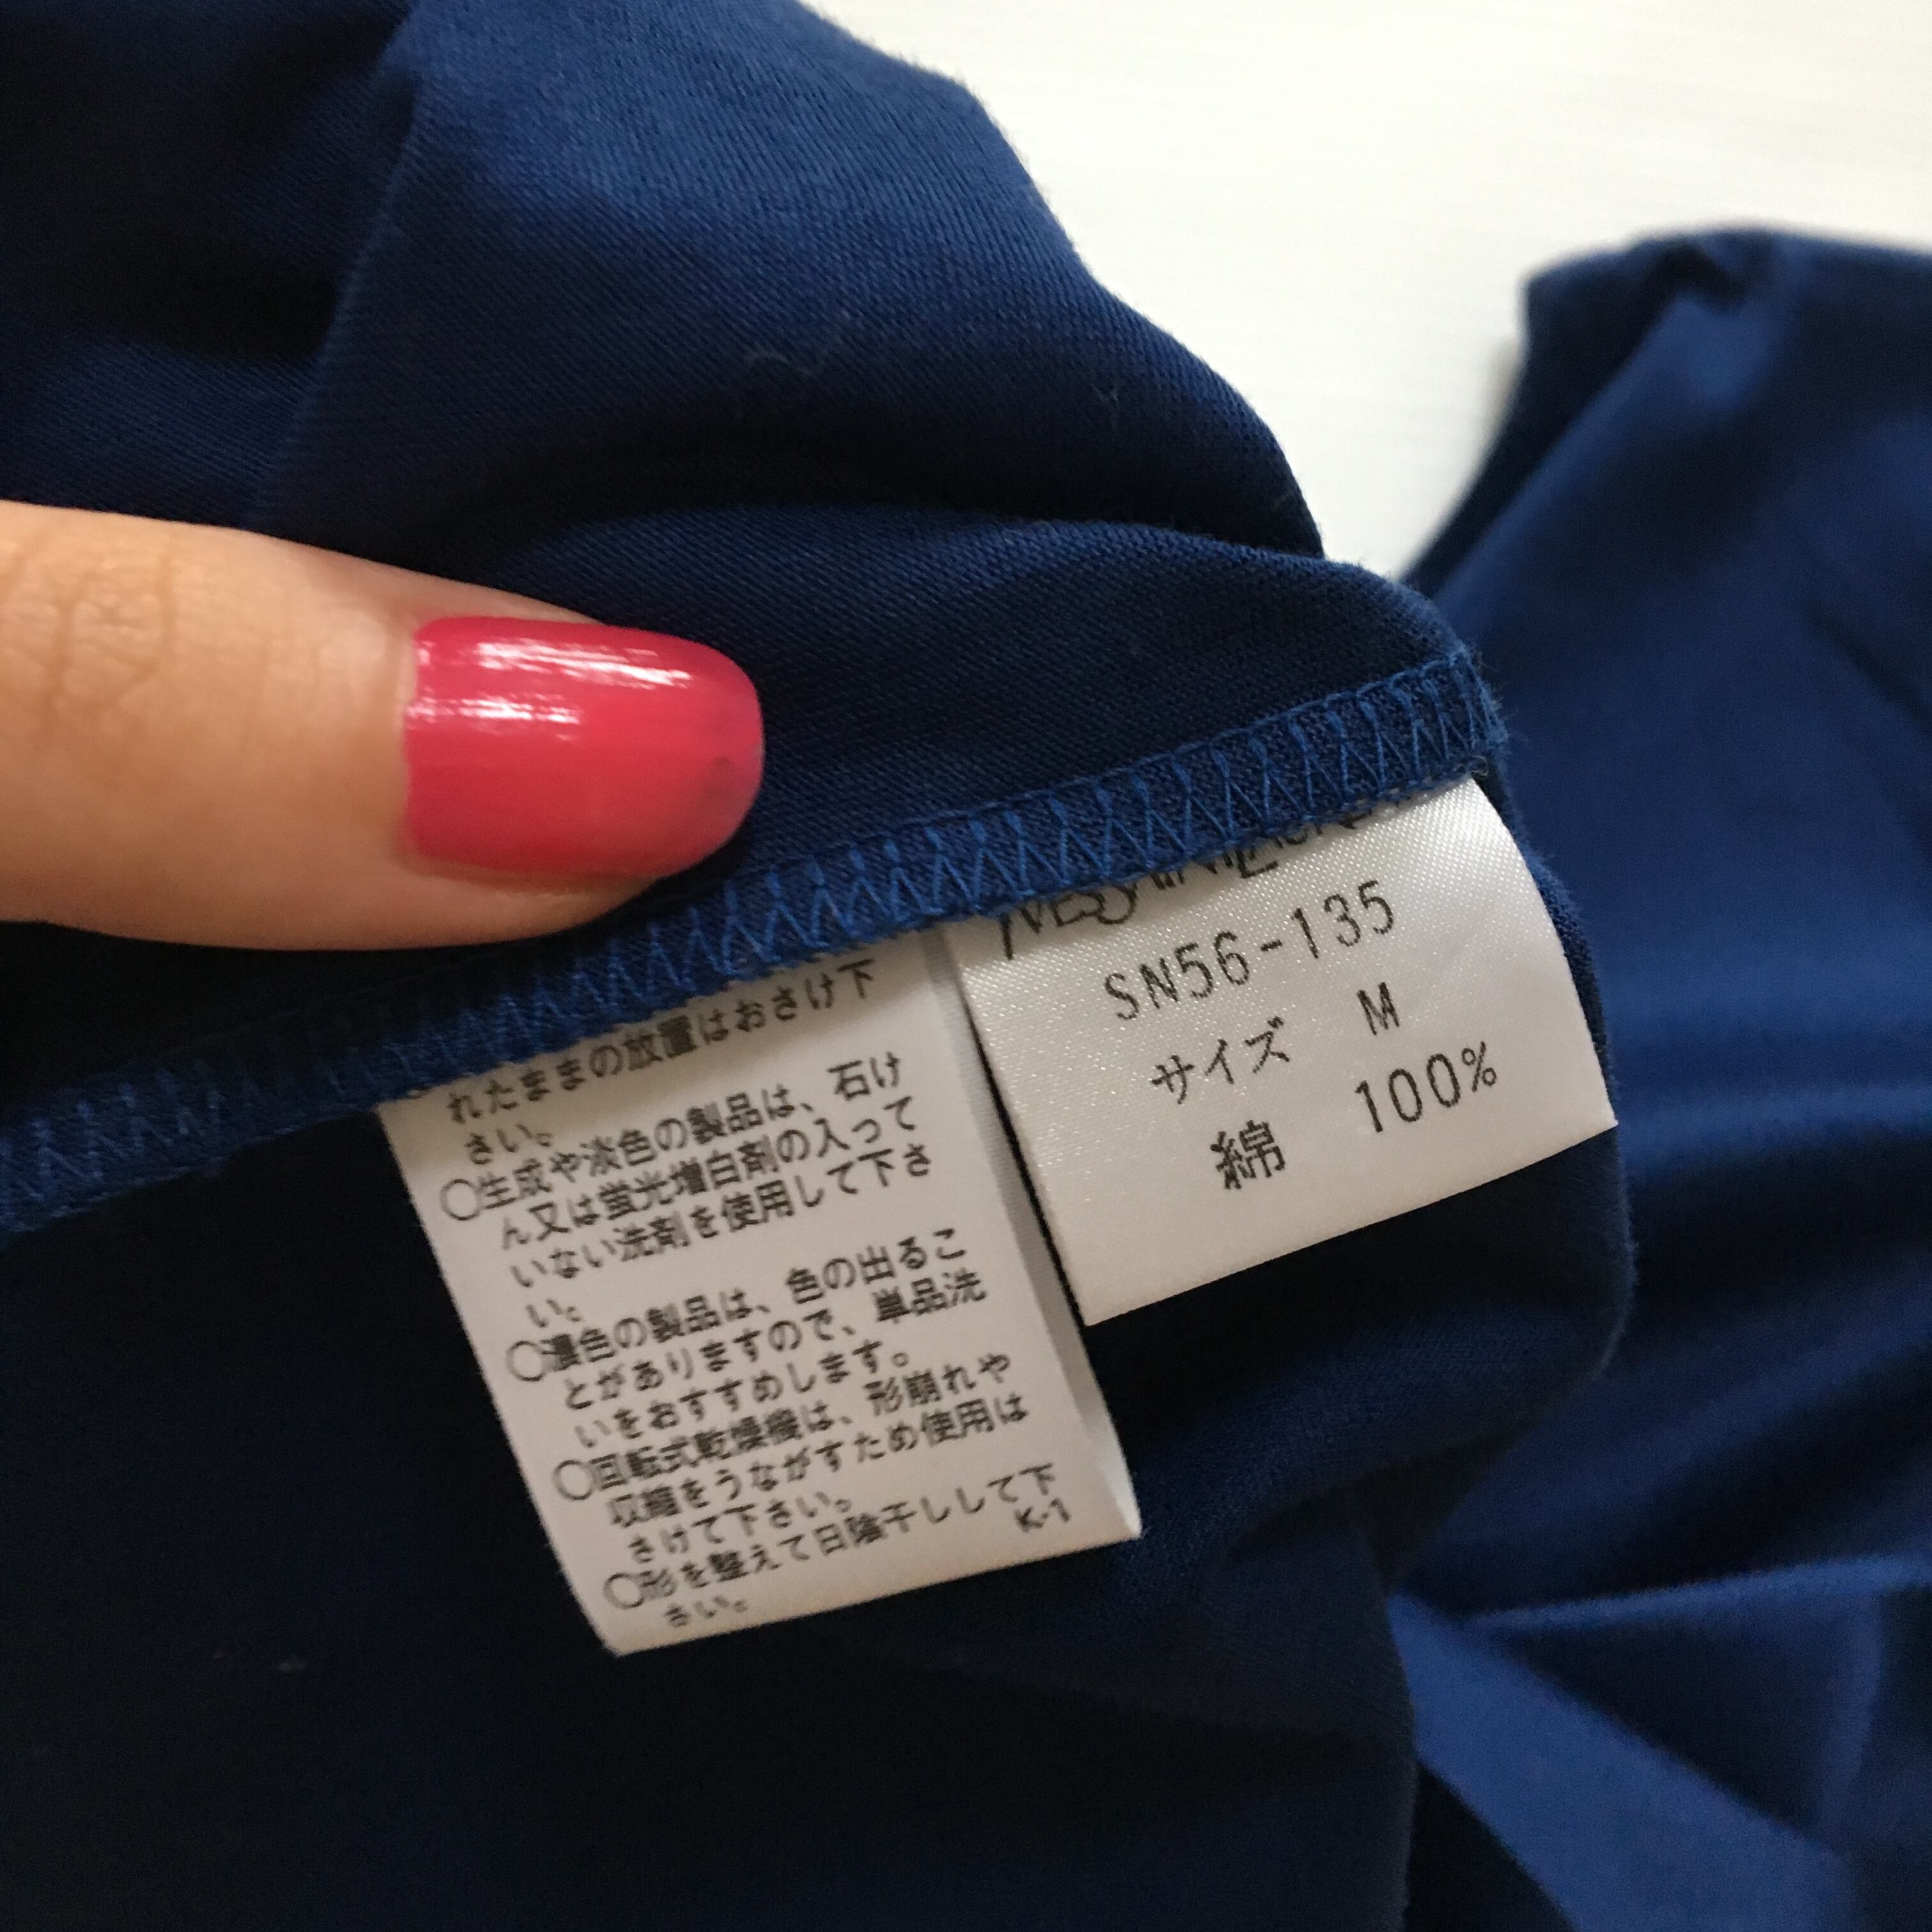 れたままの放置はおさけ下
さい。
○生成や淡色の製品は、石け
ん又は蛍光増白剤の入って
いない洗剤を使用して下さ
い。
○濃色の製品は、色の出るこ
とがありますので、単品洗
いをおすすめします。
○回転式乾燥機は、形崩れや
収縮をうながすため使用は
さけて下さい。
○形を整えて日陰干しして下
さい。
K-1
SN56-135
サイズ M
綿 100%